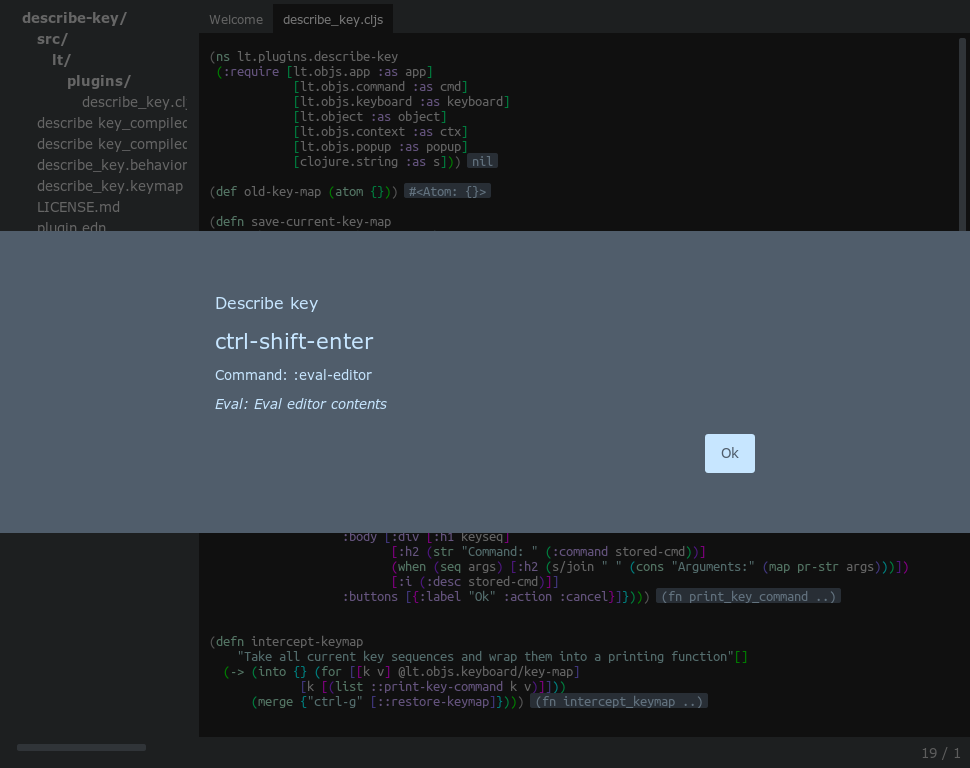 describe-key/
src/
lt/
plugins/
describe_key.clj
describe key_compiled
describe key_compiled
describe_key.behavior
describe_key.keymap
LICENSE.md
plugin.edn
Welcome
describe_key.cljs
(ns lt.plugins.describe-key
(:require [lt.objs.app :as app]
[lt.objs.command :as cmd]
[lt.objs.keyboard :as keyboard]
[lt.object :as object]
[lt.objs.context :as ctx]
[lt.objs.popup :as popup]
[clojure.string :as s])) nil
(def old-key-map (atom {})) #<Atom: {}>
(defn save-current-key-map
Describe key
ctrl-shift-enter
Command: :eval-editor
Eval: Eval editor contents
Ok
:body [:div [:h1 keyseq]
[:h2 (str "Command: " (:command stored-cmd))]
(when (seq args) [:h2 (s/join " " (cons "Arguments:" (map pr-str args)))])
[:i (:desc stored-cmd)]]
:buttons [{:label "Ok" :action :cancel}]}))) (fn print_key_command ..)
(defn intercept-keymap
"Take all current key sequences and wrap them into a printing function"[]
(-> (into {} (for [[k v] @lt.objs.keyboard/key-map]
[k [(list ::print-key-command k v)]]))
(merge {"ctrl-g" [::restore-keymap]}))) (fn intercept_keymap ..)
19 / 1